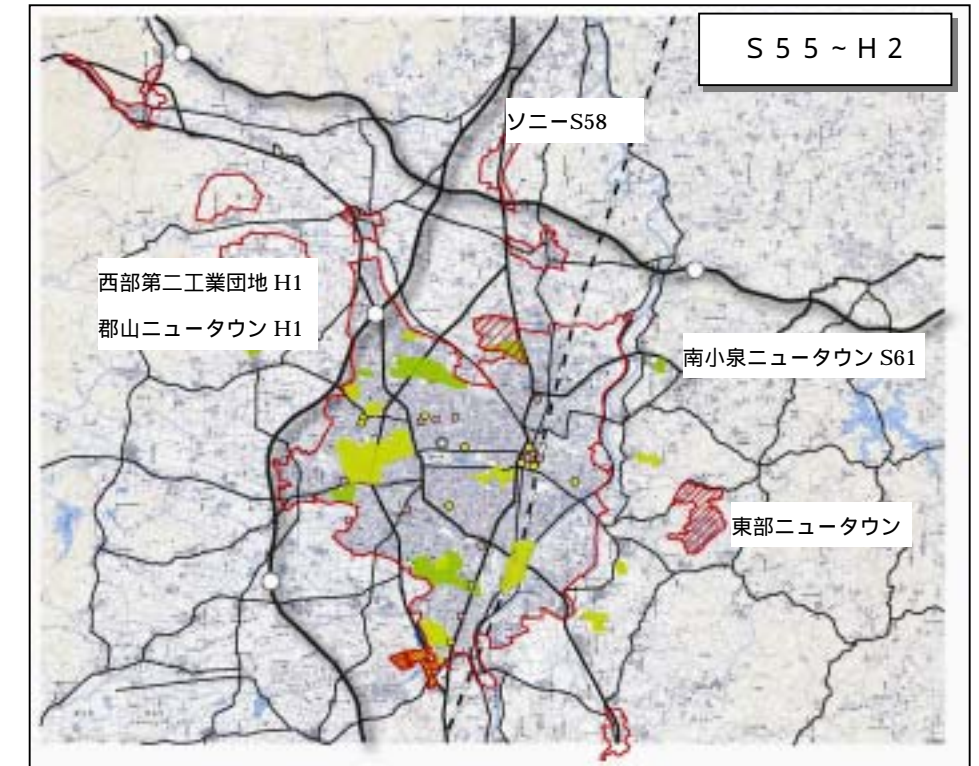 S55~H2
ソニーS58
西部第二工業団地 H1
郡山ニュータウン H1
南小泉ニュータウン S61
東部ニュータウン